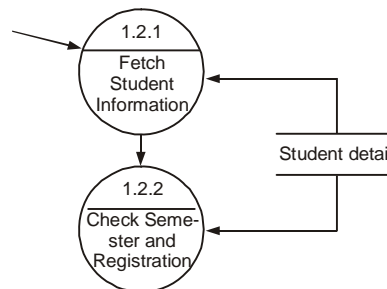 1.2.1
Fetch
Student
Information
Student detai
1.2.2
Check Seme-
ster and
Registration